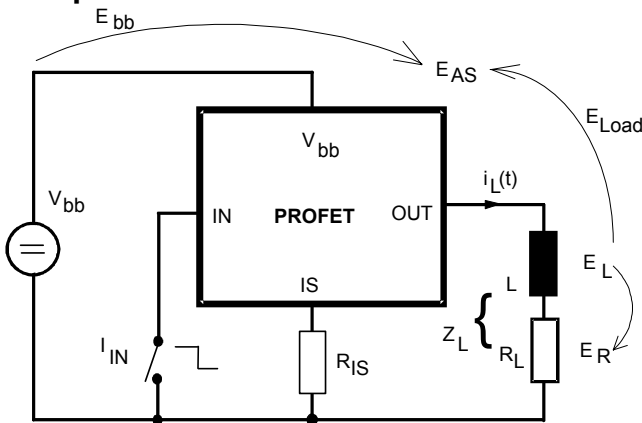 E bb
E AS
E Load
V bb
V bb
i L (t)
IN
PROFET
OUT
IS
L
E L
Z L
{
R L
E R
I IN
R IS